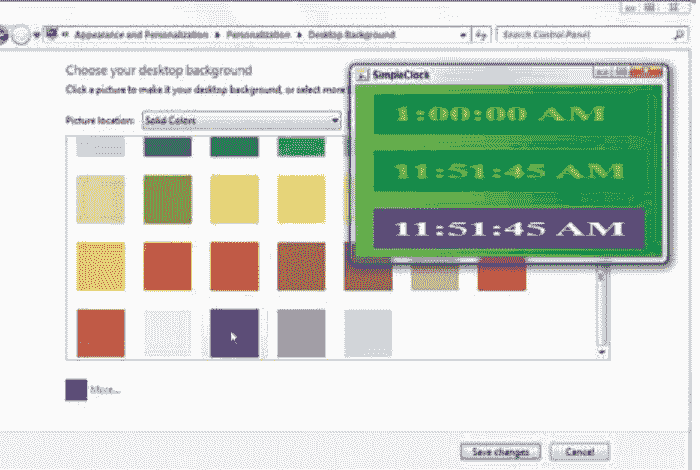 « Appearance and Personalization ▸ Personalization ▸ Desktop Background
Search Control Panel
Choose your desktop background
Click a picture to make it your desktop background, or select more
Picture location: Solid Colors
SimpleClock
1:00:00 AM
11:51:45 AM
11:51:45 AM
More...
Save changes
Cancel